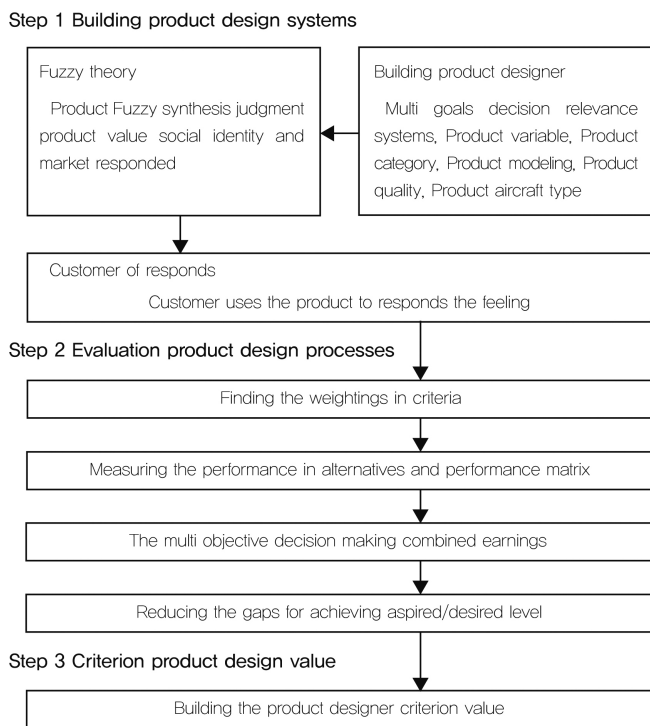 Step 1 Building product design systems
Fuzzy theory
Product Fuzzy synthesis judgment
product value social identity and
market responded
Building product designer
Multi goals decision relevance
systems, Product variable, Product
category, Product modeling, Product
quality, Product aircraft type
Customer of responds
Customer uses the product to responds the feeling
Step 2 Evaluation product design processes
Finding the weightings in criteria
Measuring the performance in alternatives and performance matrix
The multi objective decision making combined earnings
Reducing the gaps for achieving aspired/desired level
Step 3 Criterion product design value
Building the product designer criterion value